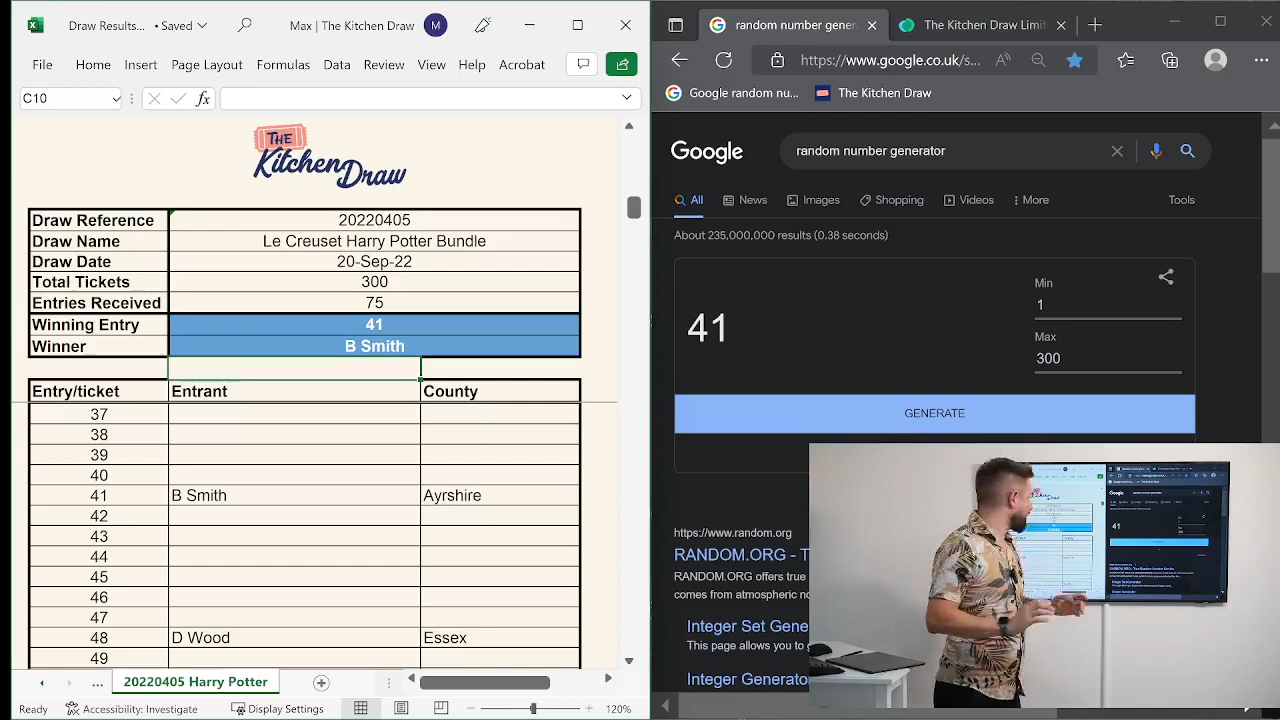 Draw Results... • Saved
Max | The Kitchen Draw
M
File Home Insert Page Layout Formulas Data Review View Help Acrobat
C10
fx
THE
Kitchen Draw
Draw Reference 20220405
Draw Name Le Creuset Harry Potter Bundle
Draw Date 20-Sep-22
Total Tickets 300
Entries Received 75
Winning Entry 41
Winner B Smith
Entry/ticket Entrant County
37
38
39
40
41 B Smith Ayrshire
42
43
44
45
46
47
48 D Wood Essex
49
... 20220405 Harry Potter
Ready Accessibility: Investigate Display Settings 120%
random number gener
The Kitchen Draw Limit
https://www.google.co.uk/s...
Google random nu...
The Kitchen Draw
Google
random number generator
All News Images Shopping Videos More Tools
About 235,000,000 results (0.38 seconds)
Min
1
41
Max
300
GENERATE
https://www.random.org
RANDOM.ORG - T
RANDOM.ORG offers true
comes from atmospheric no
Integer Set Gene
This page allows you to g
Integer Generato
41